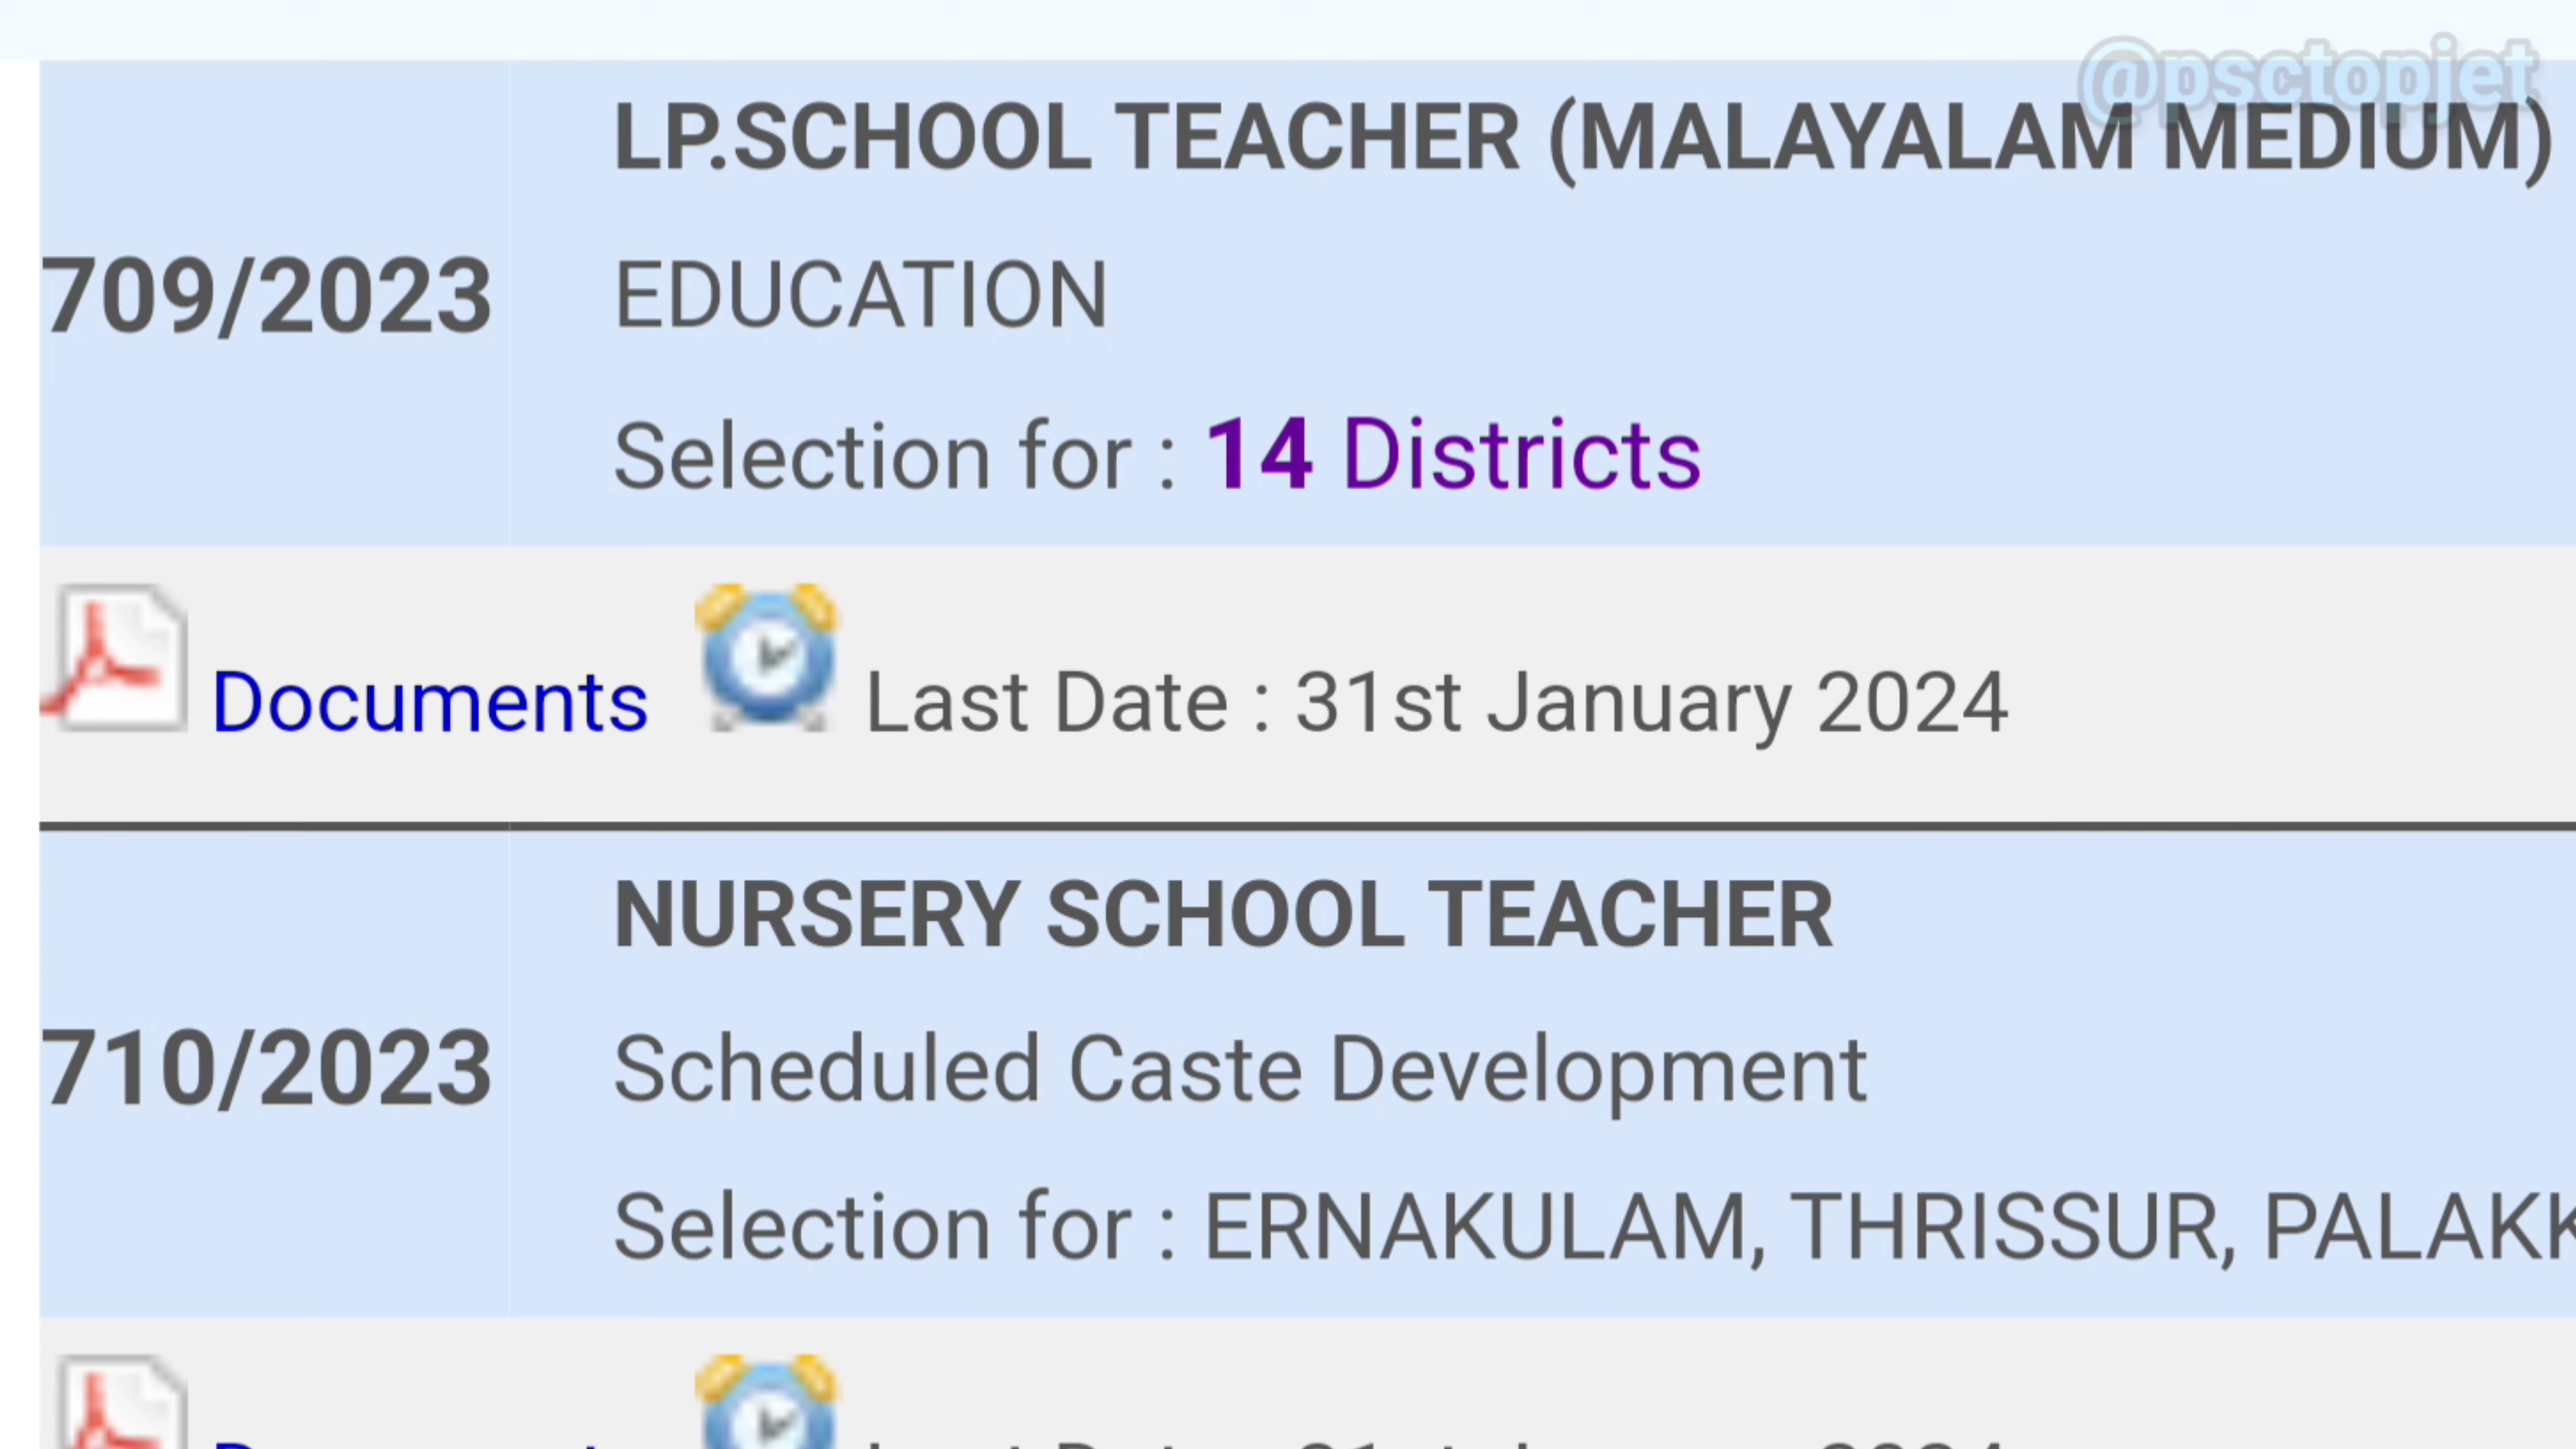 @psctopjet
LP.SCHOOL TEACHER (MALAYALAM MEDIUM)
709/2023
EDUCATION
Selection for : 14 Districts
Documents Last Date : 31st January 2024
NURSERY SCHOOL TEACHER
710/2023
Scheduled Caste Development
Selection for : ERNAKULAM, THRISSUR,